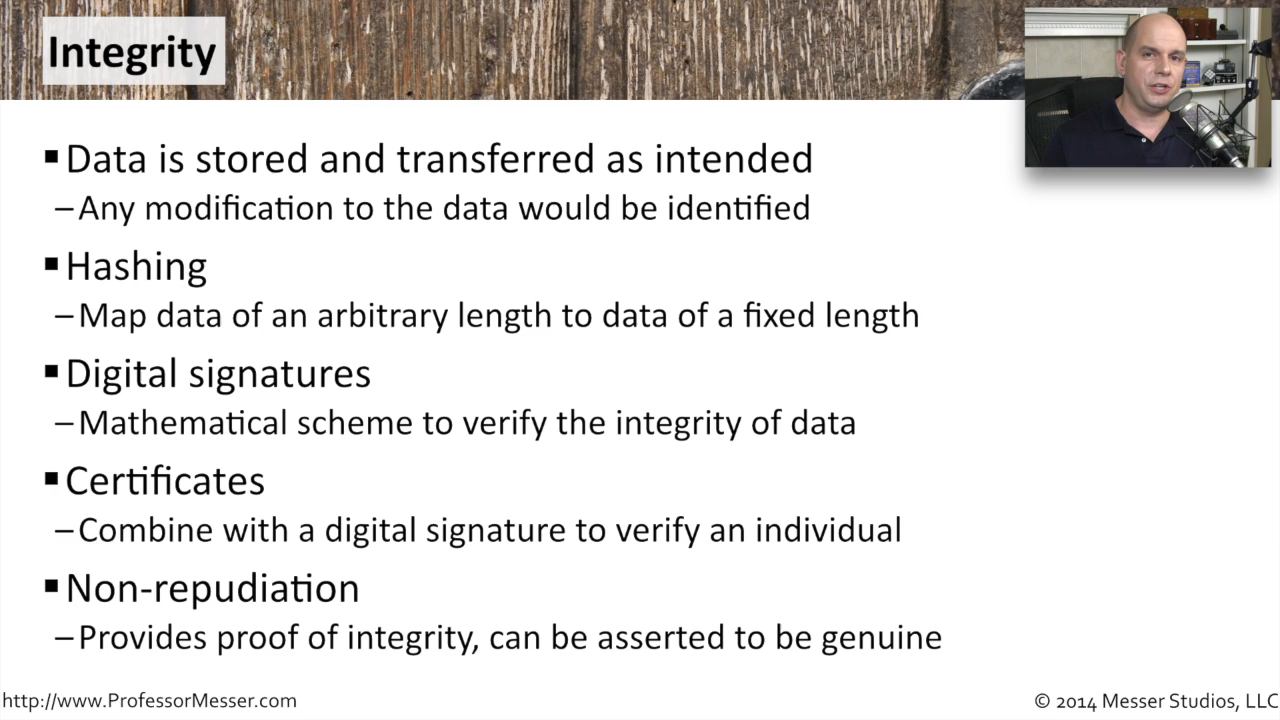 Integrity
▪ Data is stored and transferred as intended
– Any modification to the data would be identified
▪ Hashing
– Map data of an arbitrary length to data of a fixed length
▪ Digital signatures
– Mathematical scheme to verify the integrity of data
▪ Certificates
– Combine with a digital signature to verify an individual
▪ Non-repudiation
– Provides proof of integrity, can be asserted to be genuine
http://www.ProfessorMesser.com
© 2014 Messer Studios, LLC